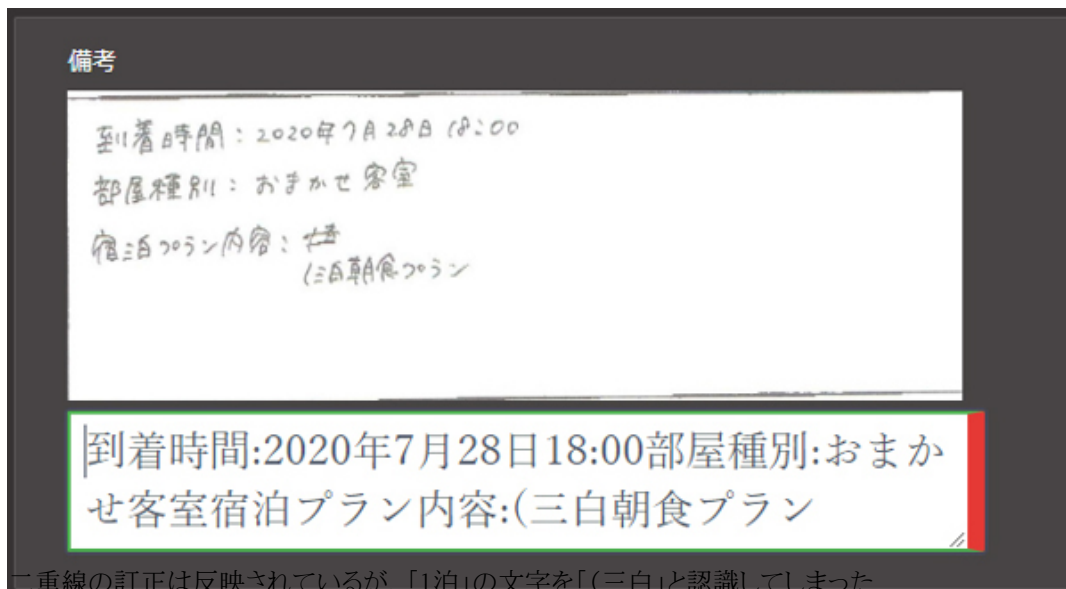 備考
到着時間:2020年7月28日 18:00
部屋種別:おまかせ客室
宿泊プラン内容:
1泊朝食プラン
到着時間:2020年7月28日18:00部屋種別:おまか
せ客室宿泊プラン内容:(三白朝食プラン
二重線の訂正は反映されているが、「1泊」の文字を「(三白」と認識してしまった